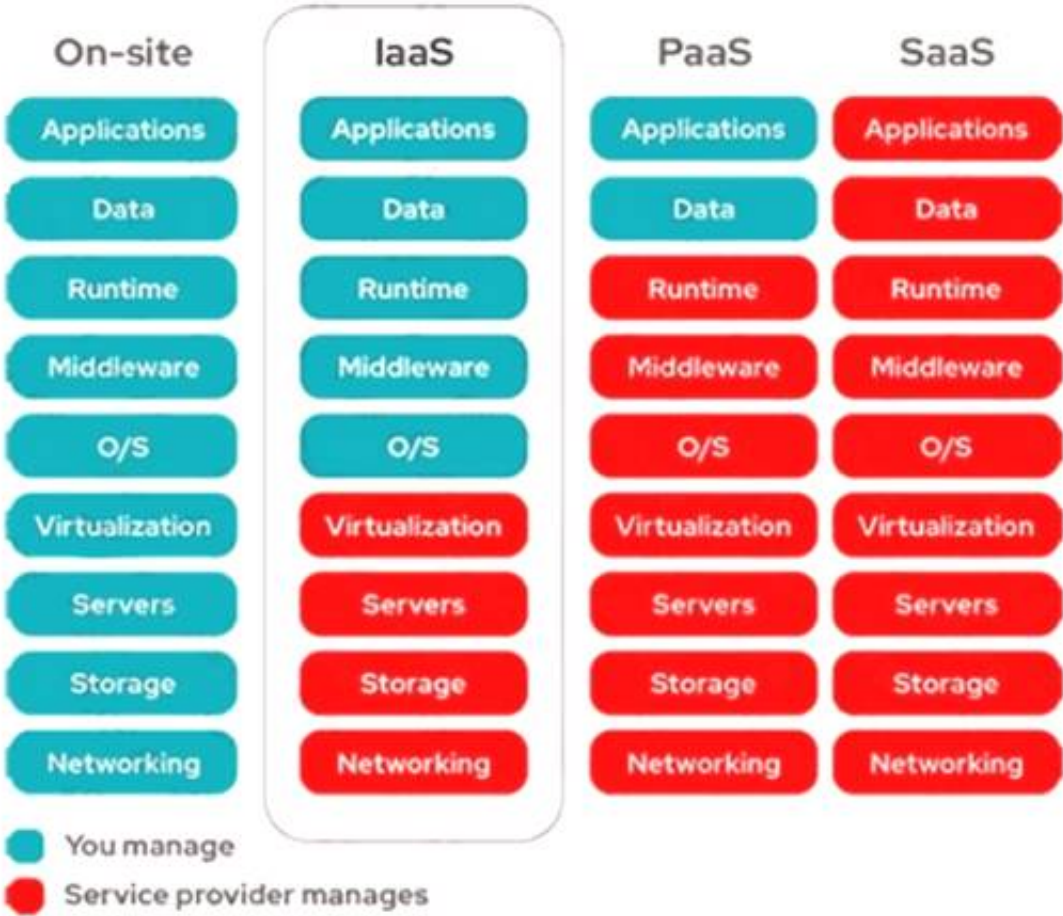 On-site IaaS PaaS SaaS
Applications Applications Applications Applications
Data Data Data Data
Runtime Runtime Runtime Runtime
Middleware Middleware Middleware Middleware
O/S O/S O/S O/S
Virtualization Virtualization Virtualization Virtualization
Servers Servers Servers Servers
Storage Storage Storage Storage
Networking Networking Networking Networking
You manage
Service provider manages